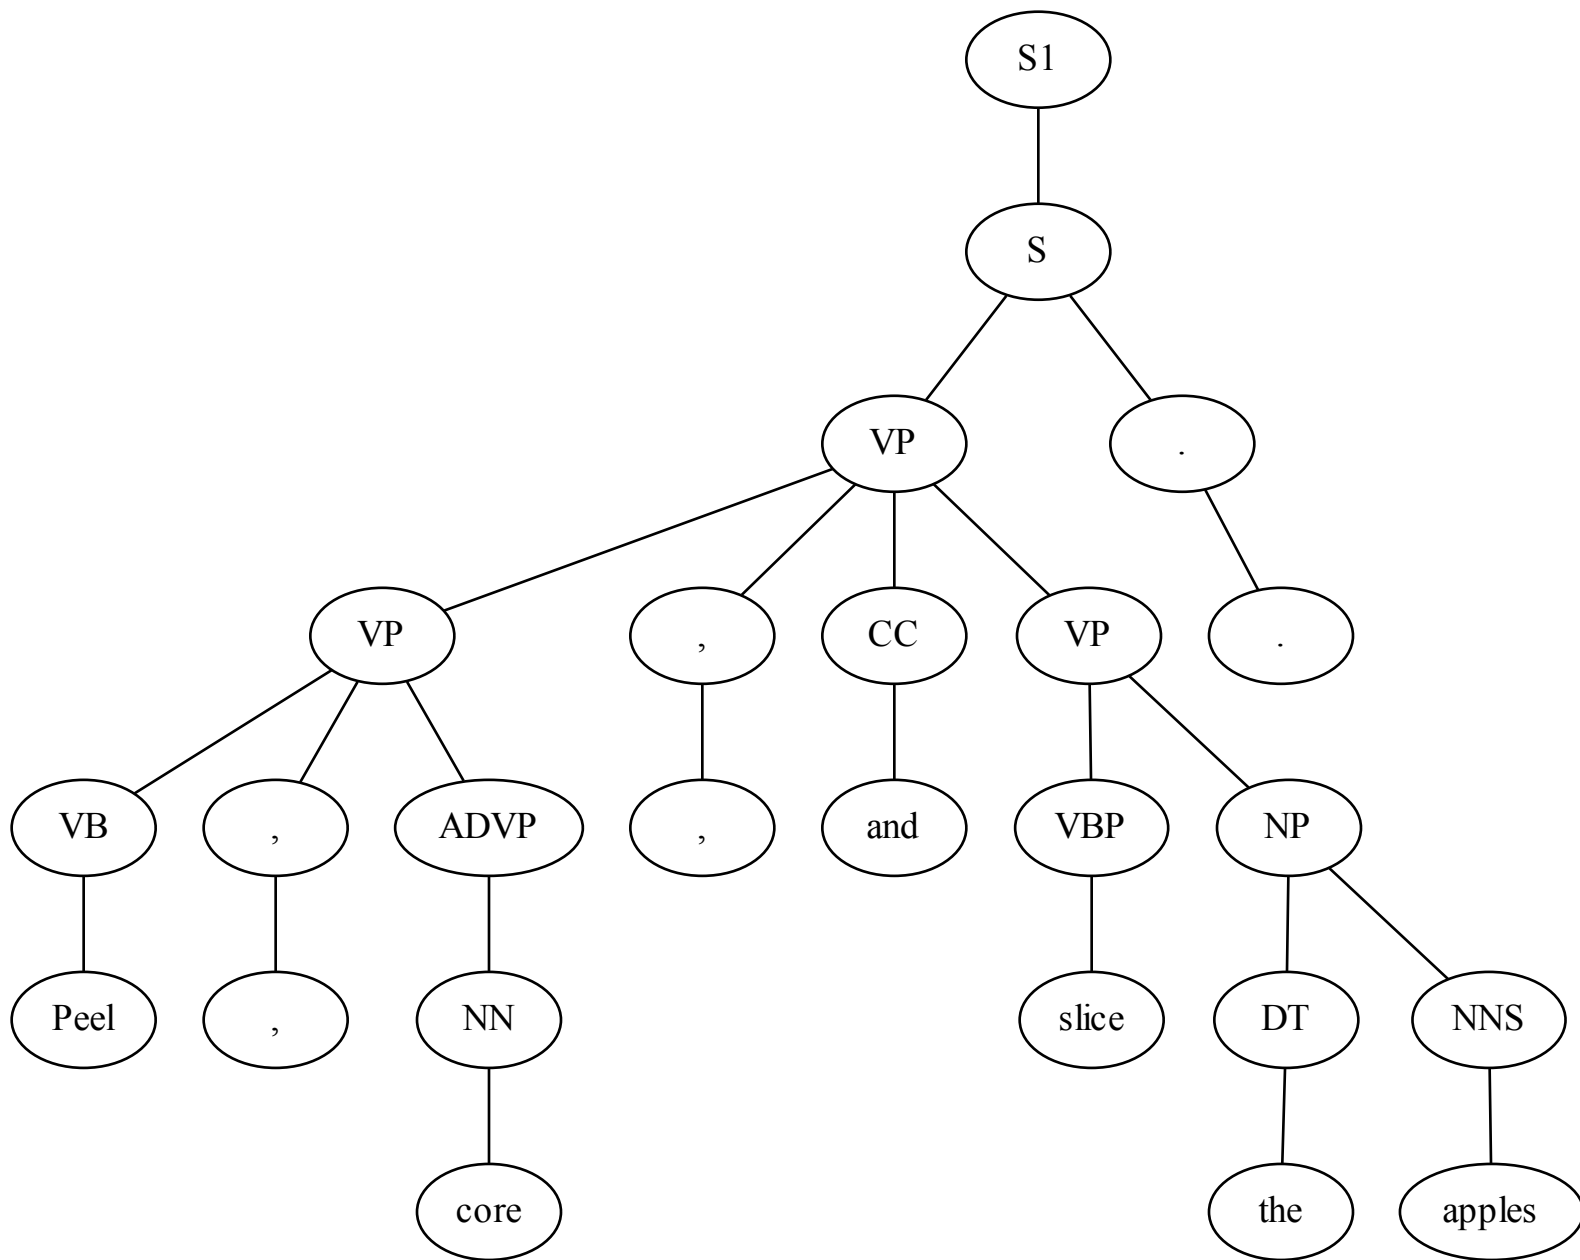 S1
S
VP .
VP , CC VP .
VB , ADVP , and VBP NP
Peel , NN slice DT NNS
core the apples